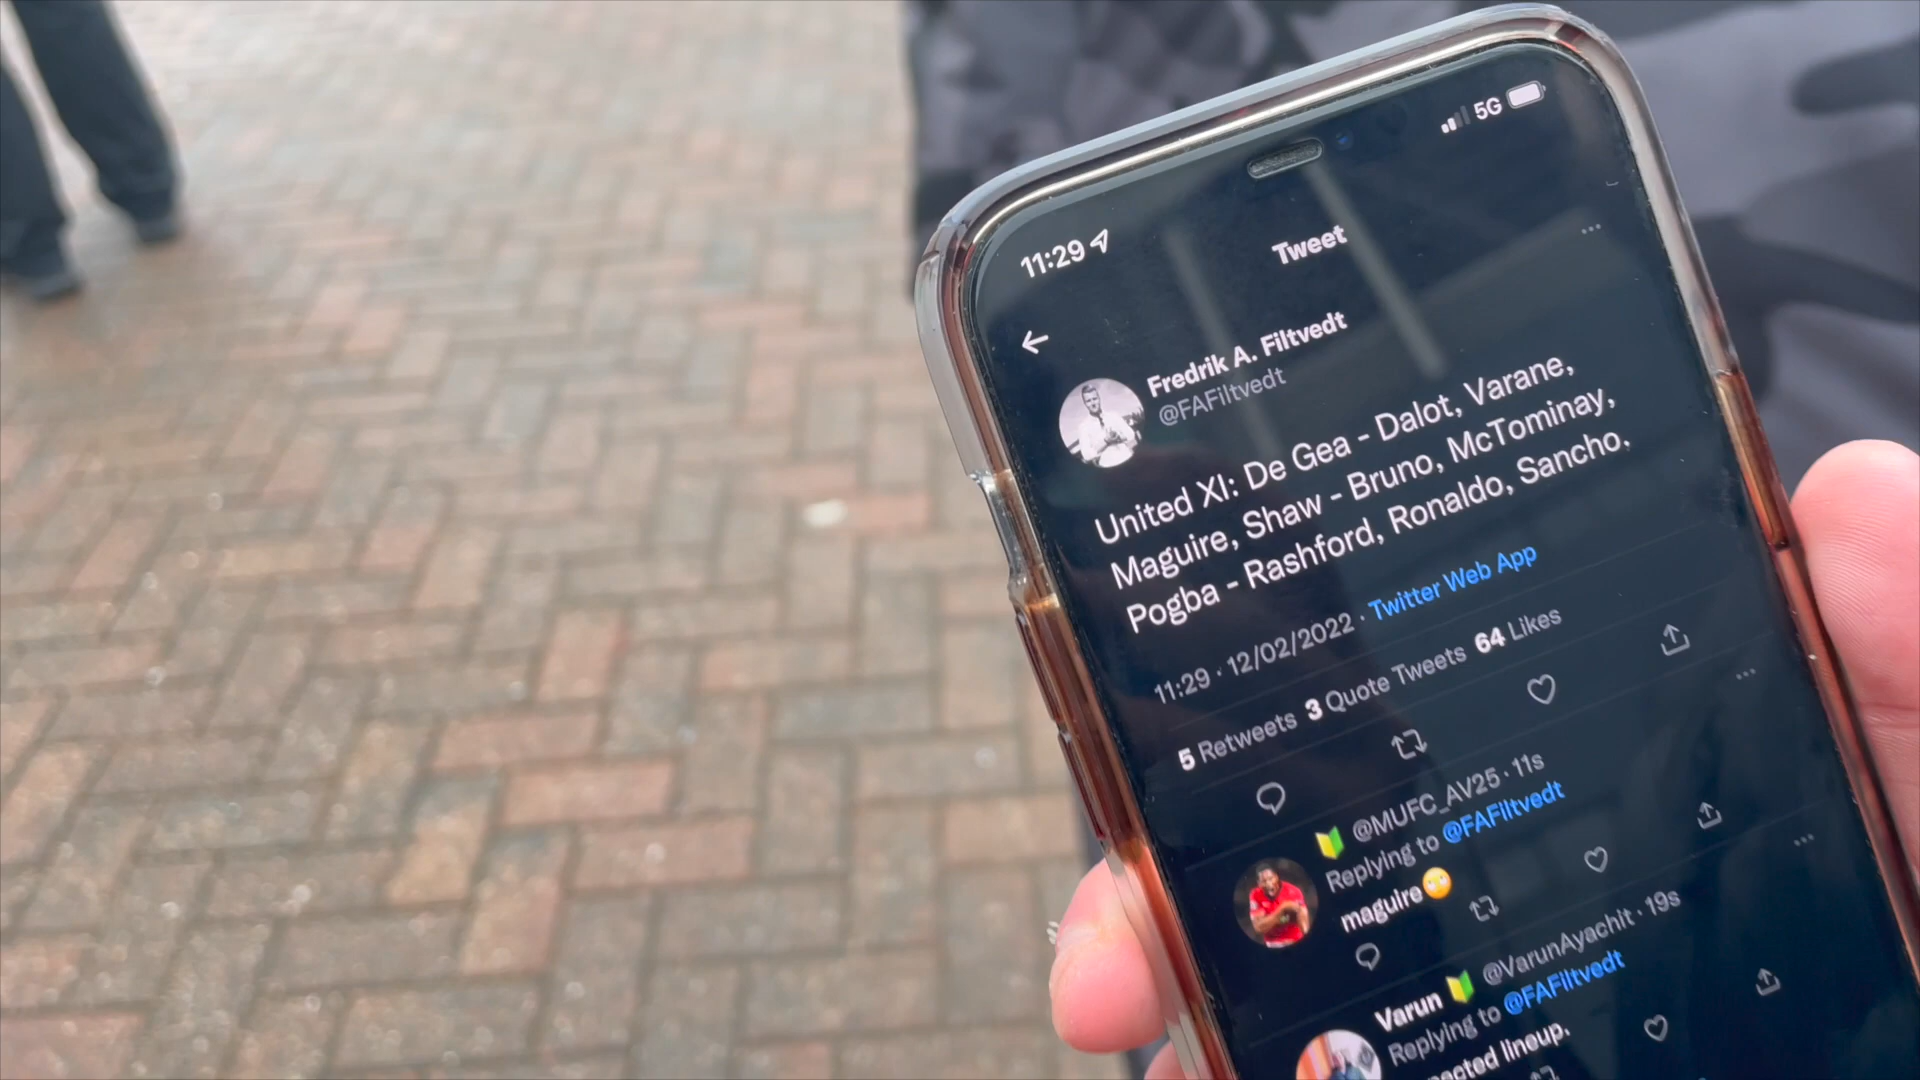 11:29
5G
Tweet
Fredrik A. Filtvedt
@FAFiltvedt
United XI: De Gea - Dalot, Varane,
Maguire, Shaw - Bruno, McTominay,
Pogba - Rashford, Ronaldo, Sancho.
11:29 · 12/02/2022 · Twitter Web App
5 Retweets 3 Quote Tweets 64 Likes
@MUFC_AV25 · 11s
Replying to @FAFiltvedt
maguire🙄
Varun 🔰 @VarunAyachit · 19s
Replying to @FAFiltvedt
lineup.